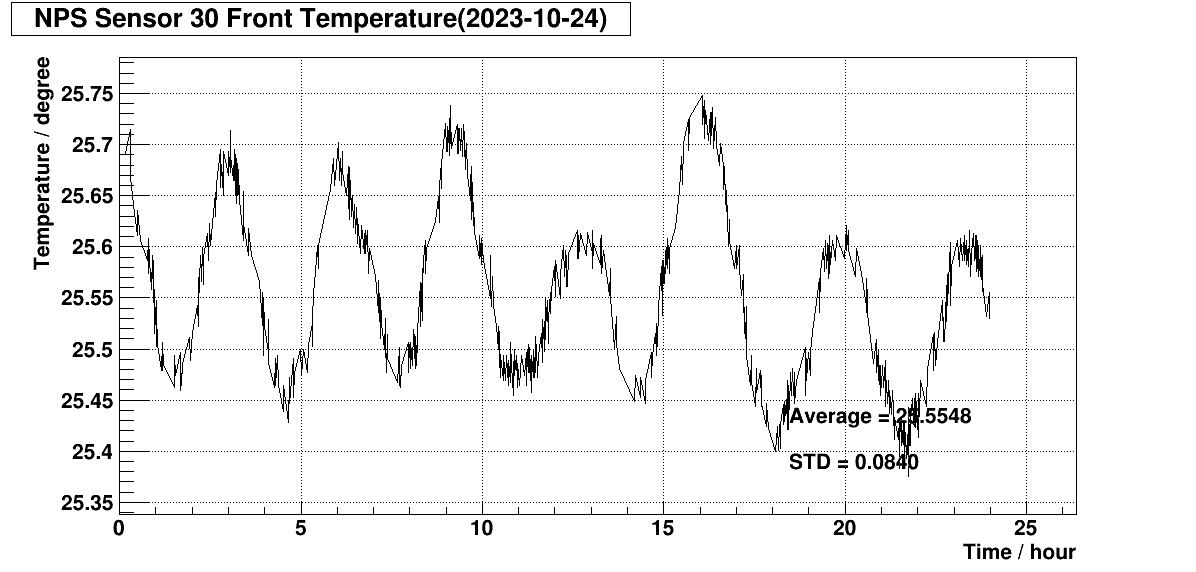 NPS Sensor 30 Front Temperature(2023-10-24)
Temperature / degree
25.75
25.7
25.65
25.6
25.55
25.5
25.45
25.4
25.35
Average = 25.5548
STD = 0.0840
0 5 10 15 20 25
Time / hour